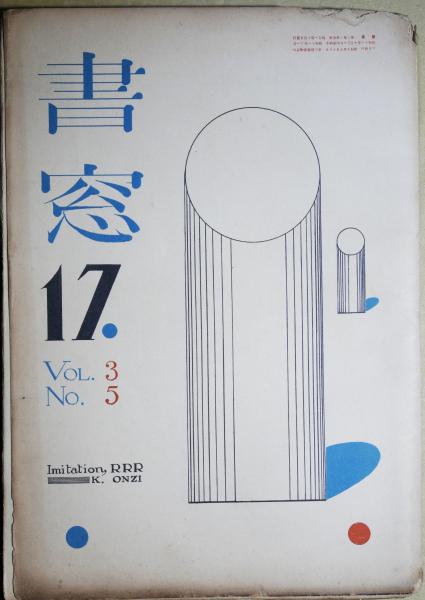 書
窓
17.
VOL. 3
No. 5
Imitation, RRR
K. ONZI